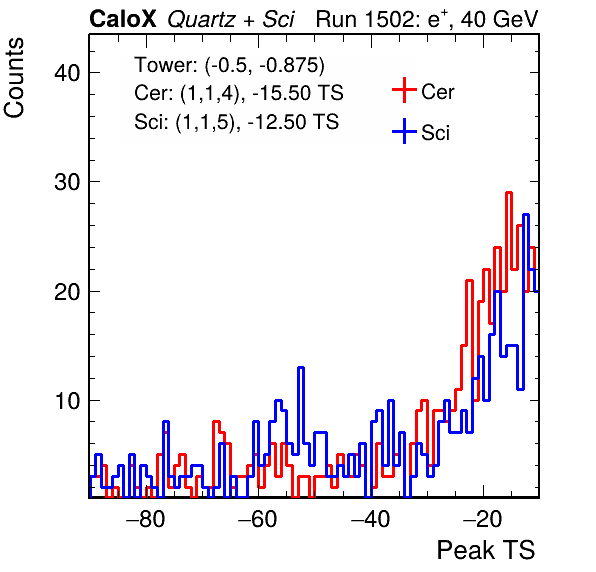 CaloX Quartz + Sci Run 1502: e⁺, 40 GeV
Counts
Tower: (-0.5, -0.875)
Cer: (1,1,4), -15.50 TS
Sci: (1,1,5), -12.50 TS
Cer
Sci
40
30
20
10
−80 −60 −40 −20
Peak TS